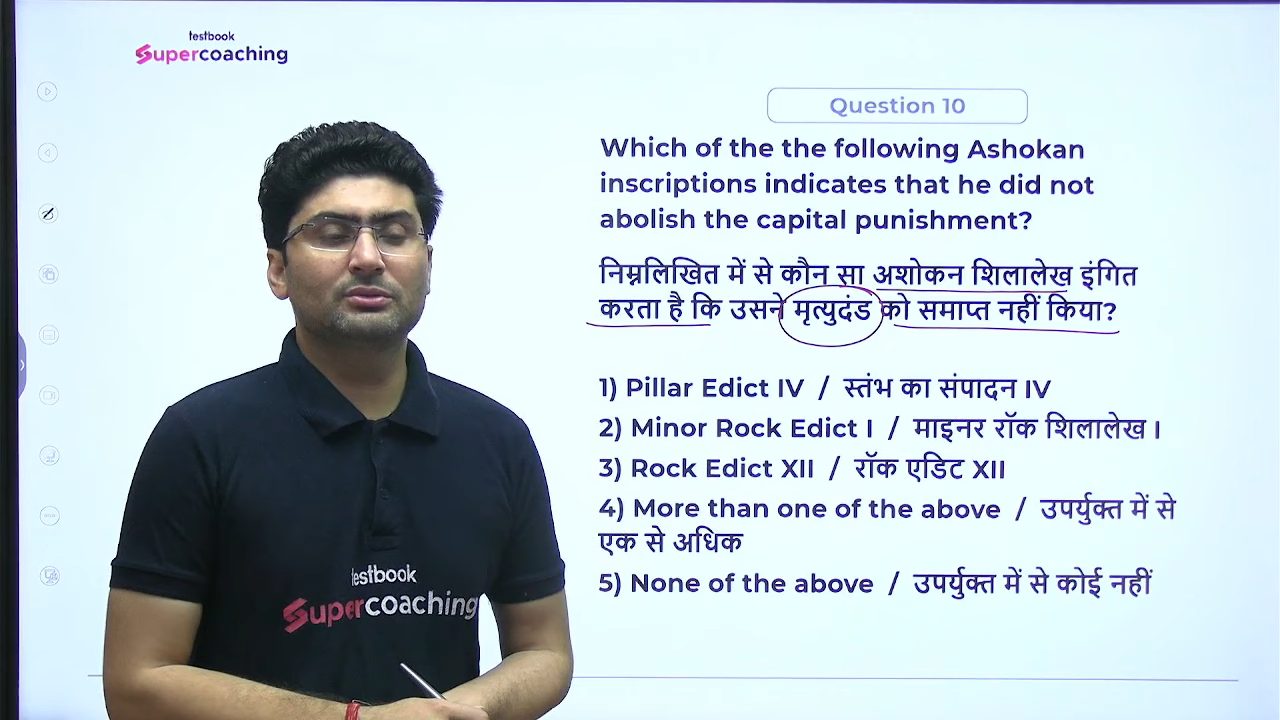 testbook
Supercoaching
Question 10
Which of the the following Ashokan
inscriptions indicates that he did not
abolish the capital punishment?
निम्नलिखित में से कौन सा अशोकन शिलालेख इंगित
करता है कि उसने मृत्युदंड को समाप्त नहीं किया?
1) Pillar Edict IV / स्तंभ का संपादन IV
2) Minor Rock Edict I / माइनर रॉक शिलालेख I
3) Rock Edict XII / रॉक एडिट XII
4) More than one of the above / उपर्युक्त में से
एक से अधिक
5) None of the above / उपर्युक्त में से कोई नहीं
testbook
Supercoaching